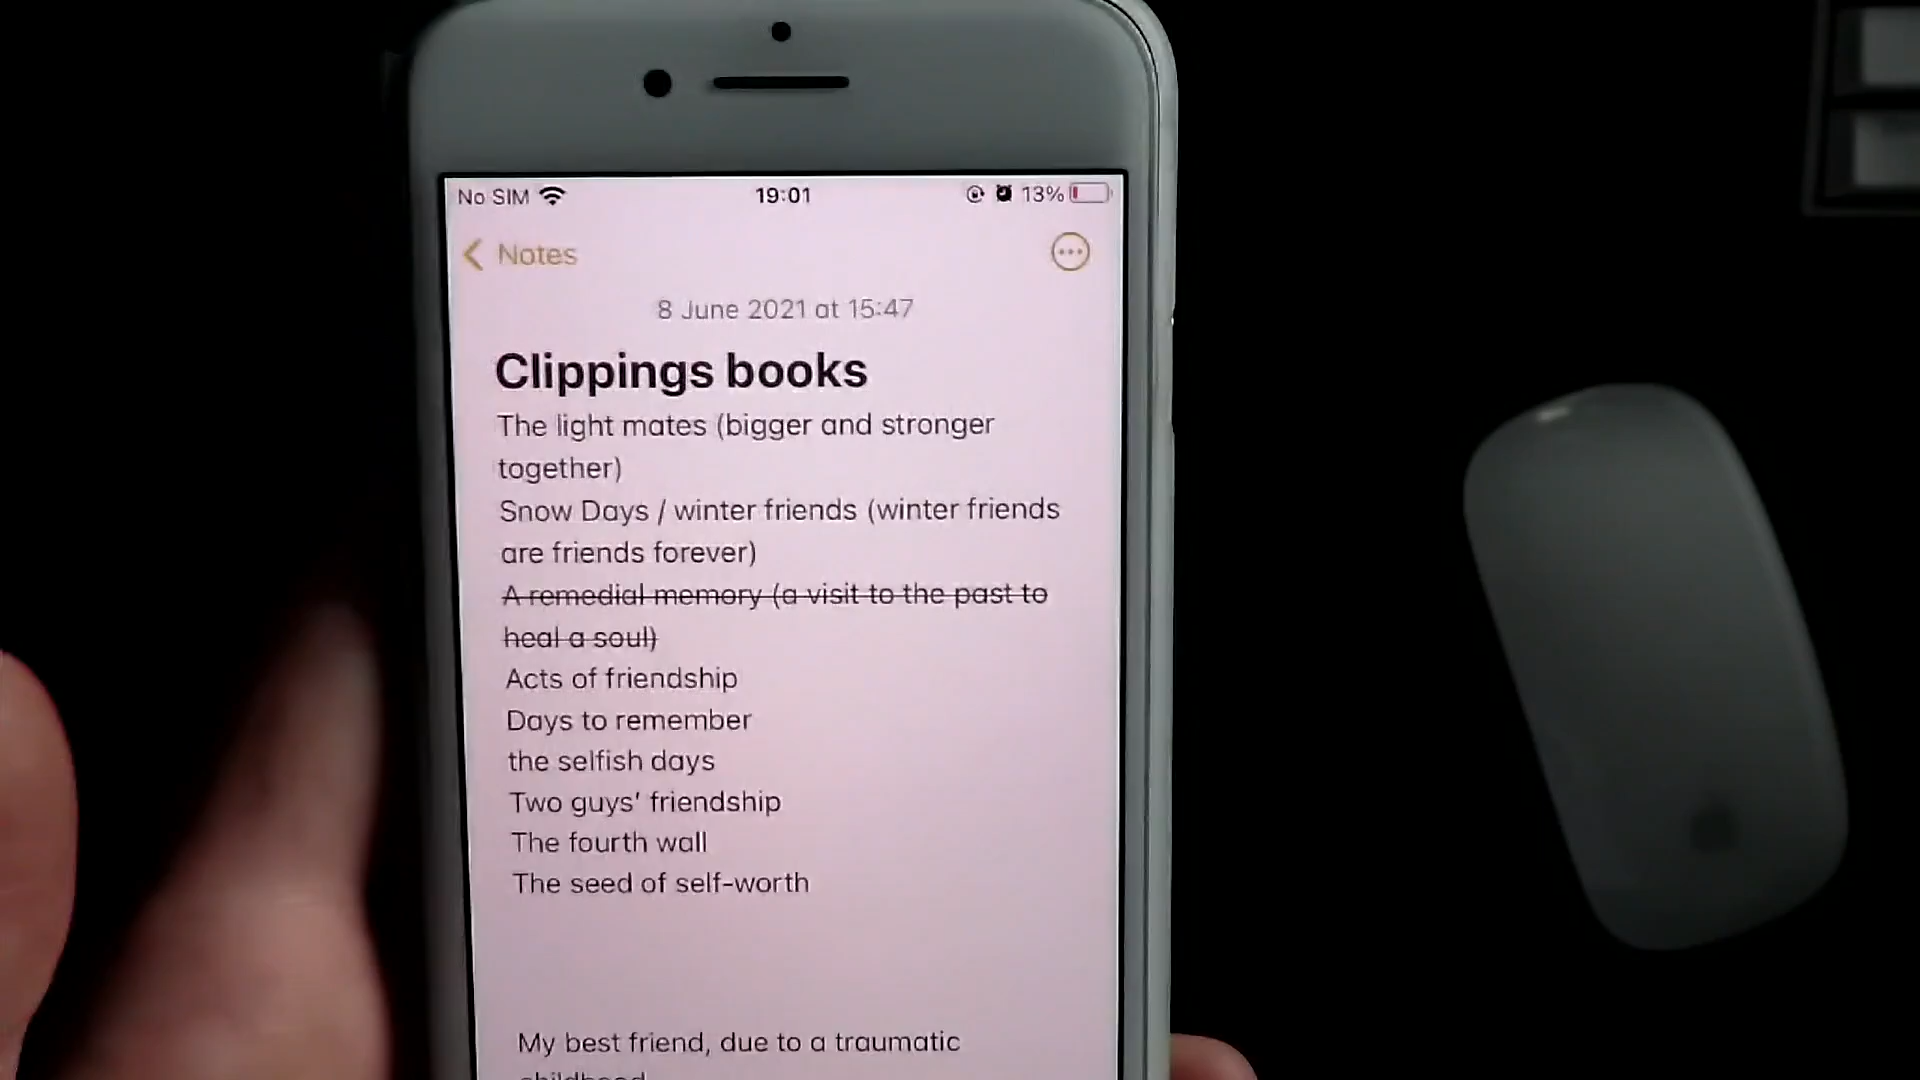 No SIM 19:01 13%
Notes
8 June 2021 at 15:47
Clippings books
The light mates (bigger and stronger
together)
Snow Days / winter friends (winter friends
are friends forever)
A remedial memory (a visit to the past to
heal a soul)
Acts of friendship
Days to remember
the selfish days
Two guys' friendship
The fourth wall
The seed of self-worth
My best friend, due to a traumatic